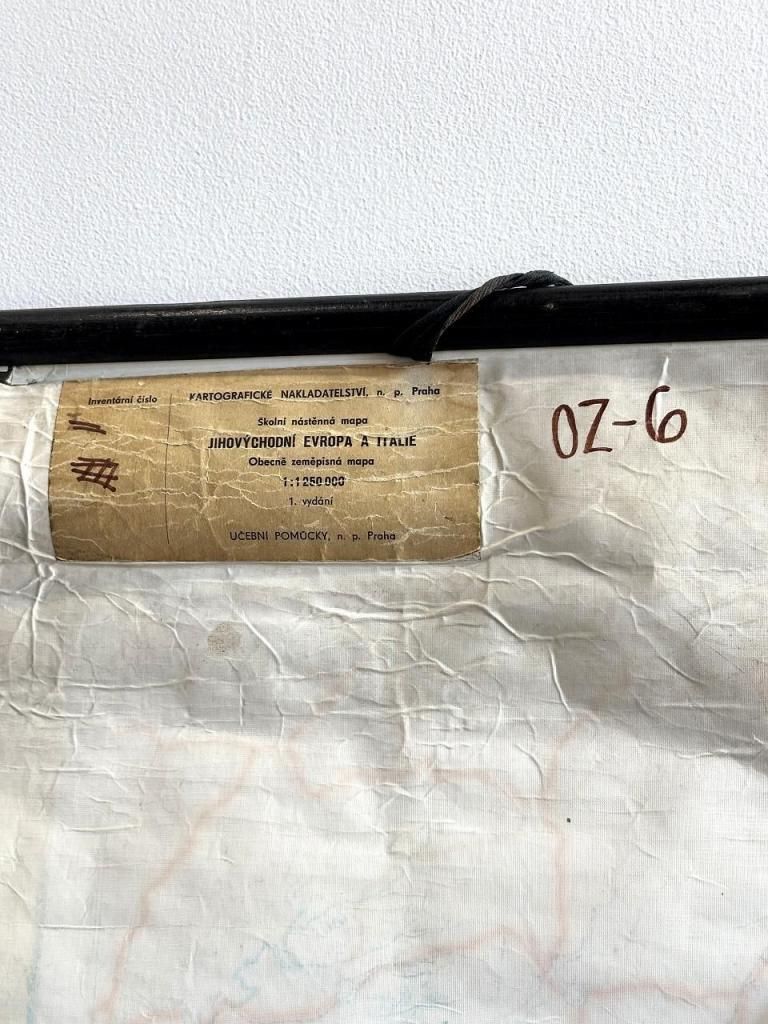 Inventární číslo
KARTOGRAFICKÉ NAKLADATELSTVÍ, n. p. Praha
Školní nástěnná mapa
JIHOVÝCHODNÍ EVROPA A ITALIE
Obecně zeměpisná mapa
1:1 250 000
1. vydání
UČEBNÍ POMŮCKY, n. p. Praha
OZ-6